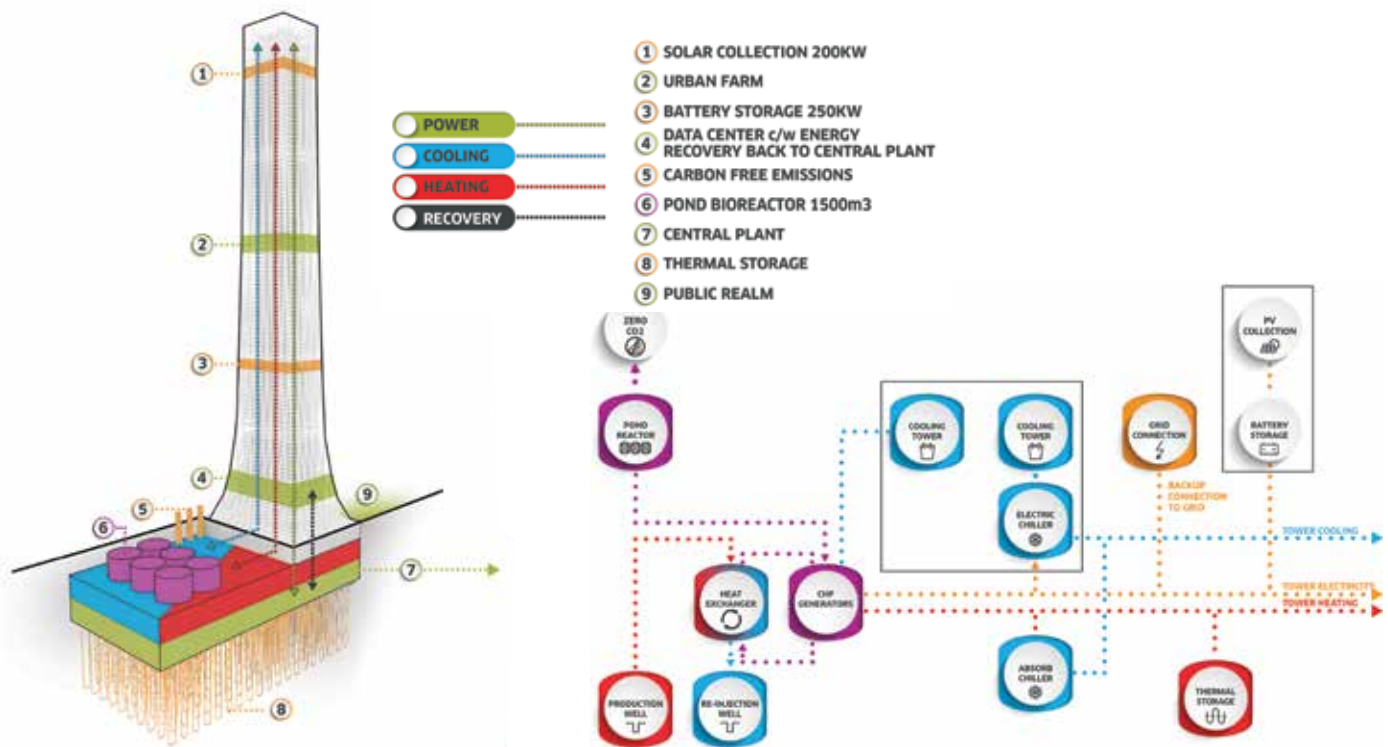 1 SOLAR COLLECTION 200KW
2 URBAN FARM
3 BATTERY STORAGE 250KW
4 DATA CENTER c/w ENERGY
RECOVERY BACK TO CENTRAL PLANT
5 CARBON FREE EMISSIONS
6 POND BIOREACTOR 1500m3
7 CENTRAL PLANT
8 THERMAL STORAGE
9 PUBLIC REALM
POWER
COOLING
HEATING
RECOVERY
1
2
3
4
5
6
9
7
8
ZERO
CO2
POND
REACTOR
COOLING
TOWER
COOLING
TOWER
ELECTRIC
CHILLER
GRID
CONNECTION
BACKUP
CONNECTION
TO GRID
PV
COLLECTION
BATTERY
STORAGE
TOWER COOLING
TOWER ELECTRICITY
TOWER HEATING
HEAT
EXCHANGER
CHP
GENERATORS
PRODUCTION
WELL
RE-INJECTION
WELL
ABSORB
CHILLER
THERMAL
STORAGE